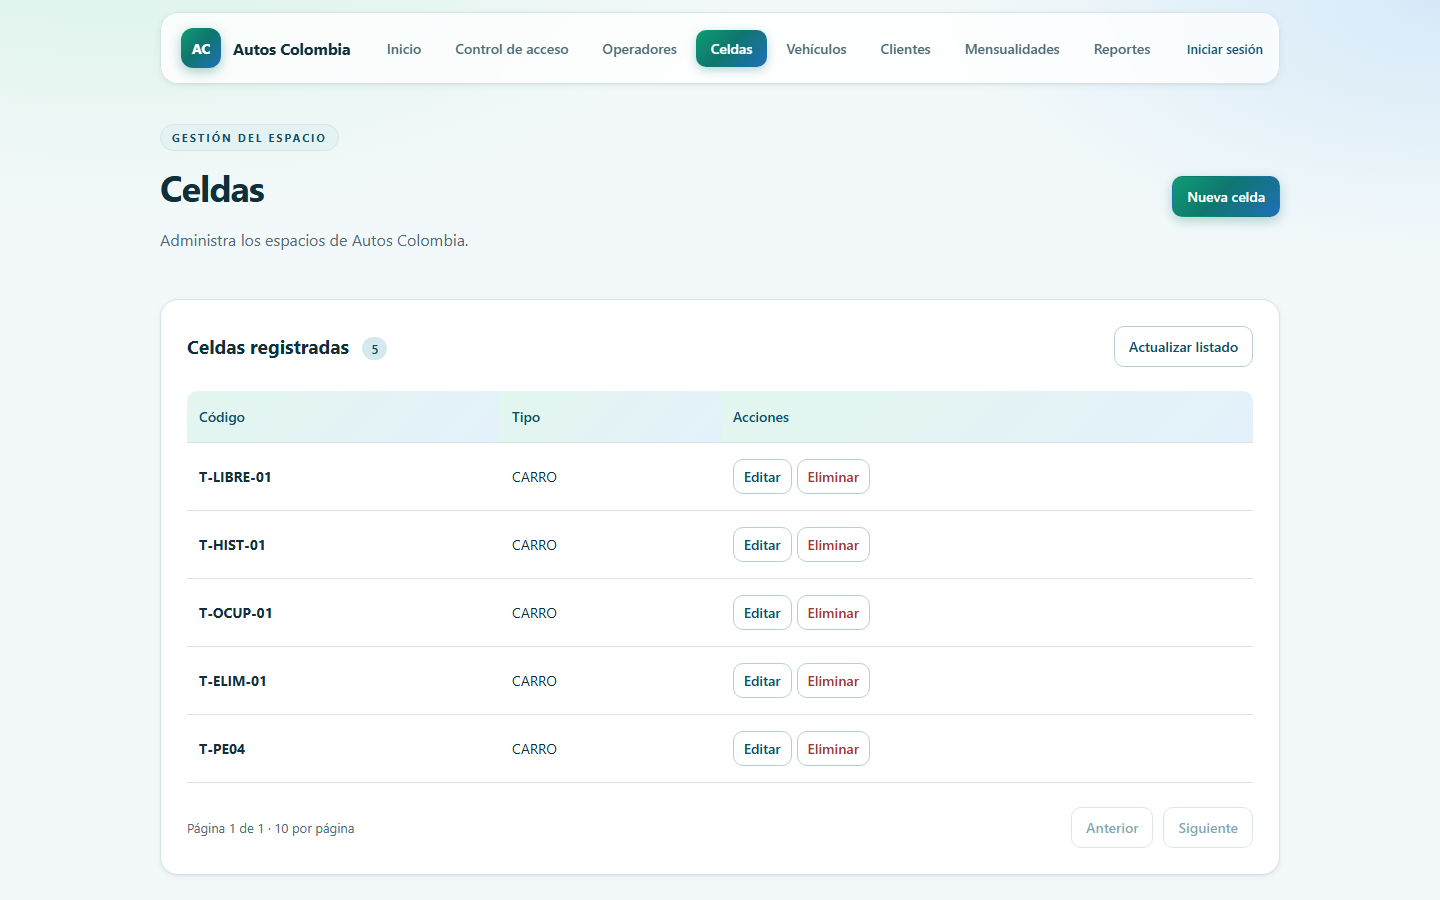 AC Autos Colombia Inicio Control de acceso Operadores Celdas Vehículos Clientes Mensualidades Reportes Iniciar sesión
GESTIÓN DEL ESPACIO
Celdas
Nueva celda
Administra los espacios de Autos Colombia.
Celdas registradas 5 Actualizar listado
Código Tipo Acciones
T-LIBRE-01 CARRO Editar Eliminar
T-HIST-01 CARRO Editar Eliminar
T-OCUP-01 CARRO Editar Eliminar
T-ELIM-01 CARRO Editar Eliminar
T-PE04 CARRO Editar Eliminar
Página 1 de 1 · 10 por página Anterior Siguiente